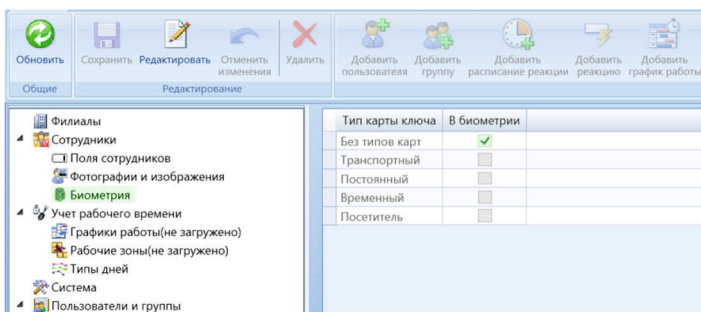 Обновить
Сохранить Редактировать Отменить изменения Удалить
Добавить пользователя Добавить группу Добавить расписание реакции Добавить реакцию Добавить график работы
Общие
Редактирование
Филиалы
Сотрудники
Поля сотрудников
Фотографии и изображения
Биометрия
Учет рабочего времени
Графики работы(не загружено)
Рабочие зоны(не загружено)
Типы дней
Система
Пользователи и группы
Тип карты ключа В биометрии
Без типов карт
Транспортный
Постоянный
Временный
Посетитель